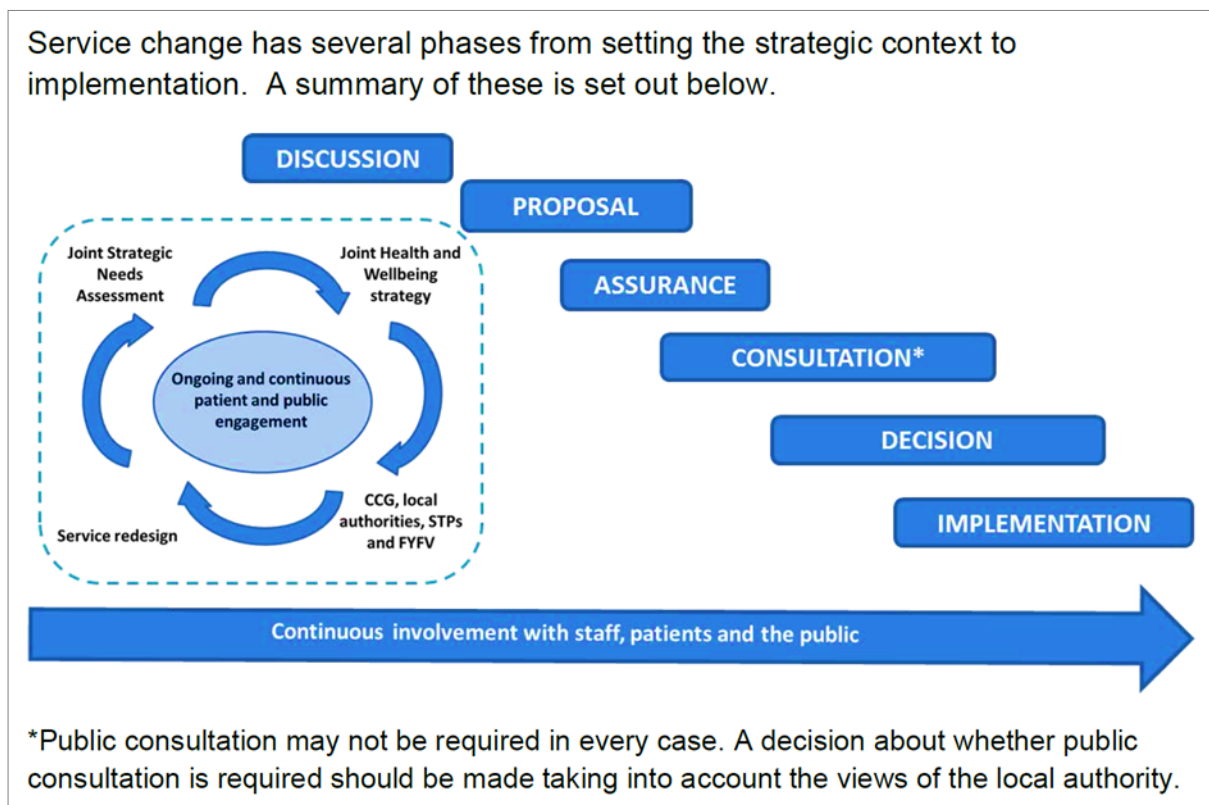 Service change has several phases from setting the strategic context to
implementation.  A summary of these is set out below.
DISCUSSION
PROPOSAL
ASSURANCE
CONSULTATION*
DECISION
IMPLEMENTATION
Joint Strategic
Needs
Assessment
Joint Health and
Wellbeing
strategy
Ongoing and continuous
patient and public
engagement
Service redesign
CCG, local
authorities, STPs
and FYFV
Continuous involvement with staff, patients and the public
*Public consultation may not be required in every case. A decision about whether public
consultation is required should be made taking into account the views of the local authority.